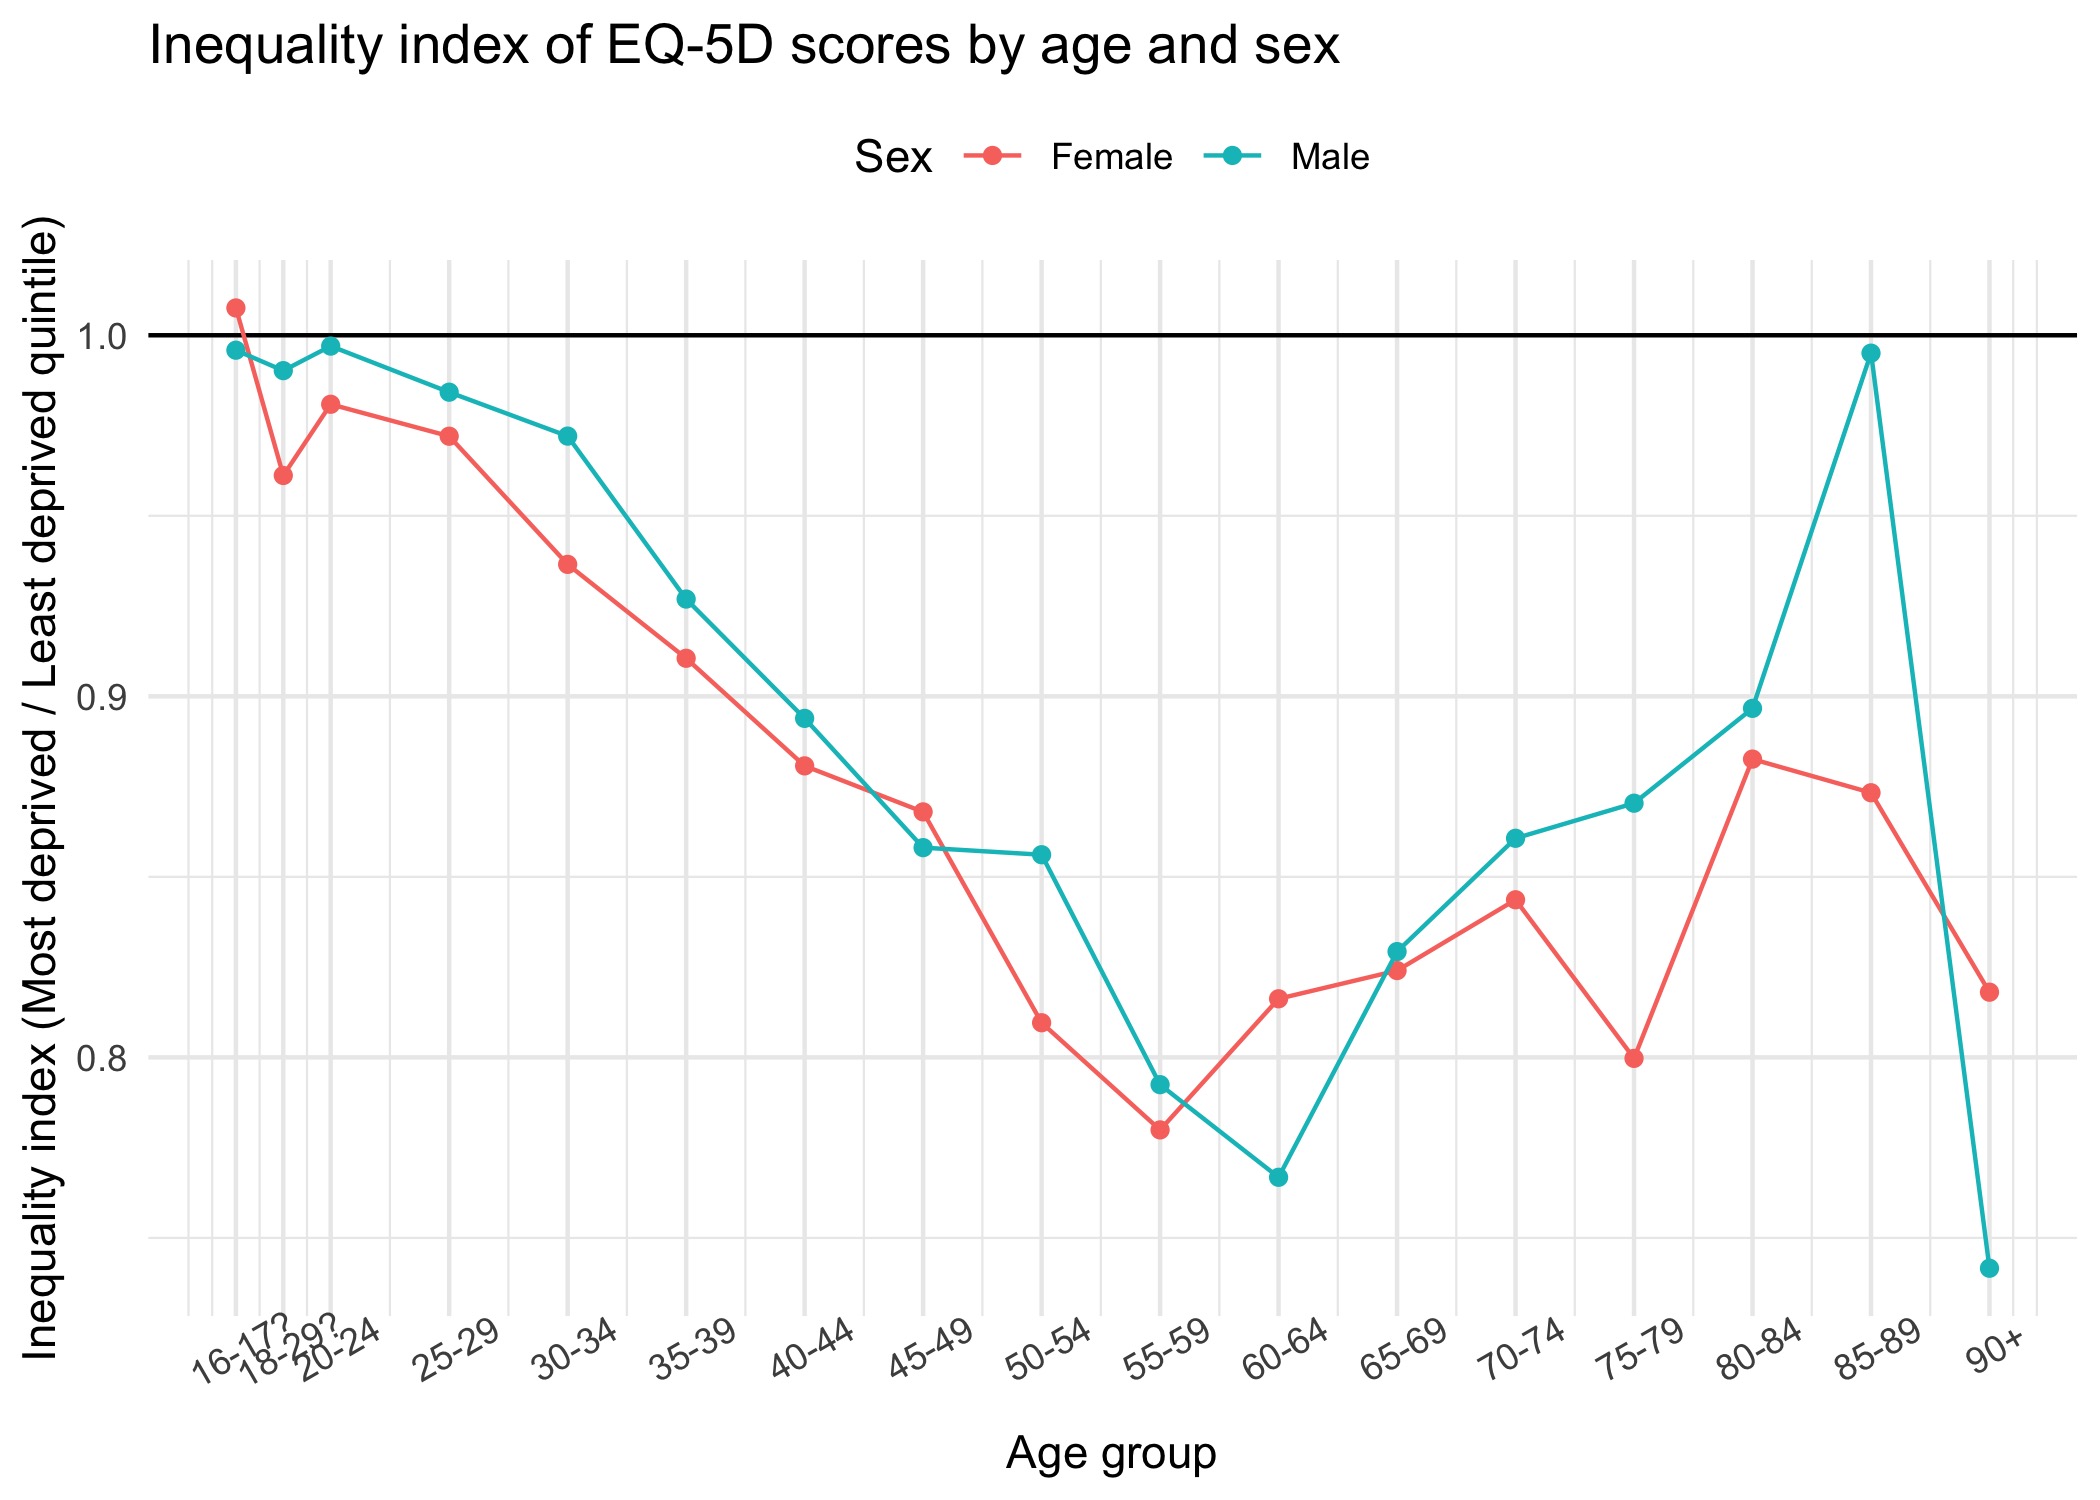 Inequality index of EQ-5D scores by age and sex
Sex Female Male
Inequality index (Most deprived / Least deprived quintile)
1.0
0.9
0.8
16-17? 18-29? 20-24 25-29 30-34 35-39 40-44 45-49 50-54 55-59 60-64 65-69 70-74 75-79 80-84 85-89 90+
Age group